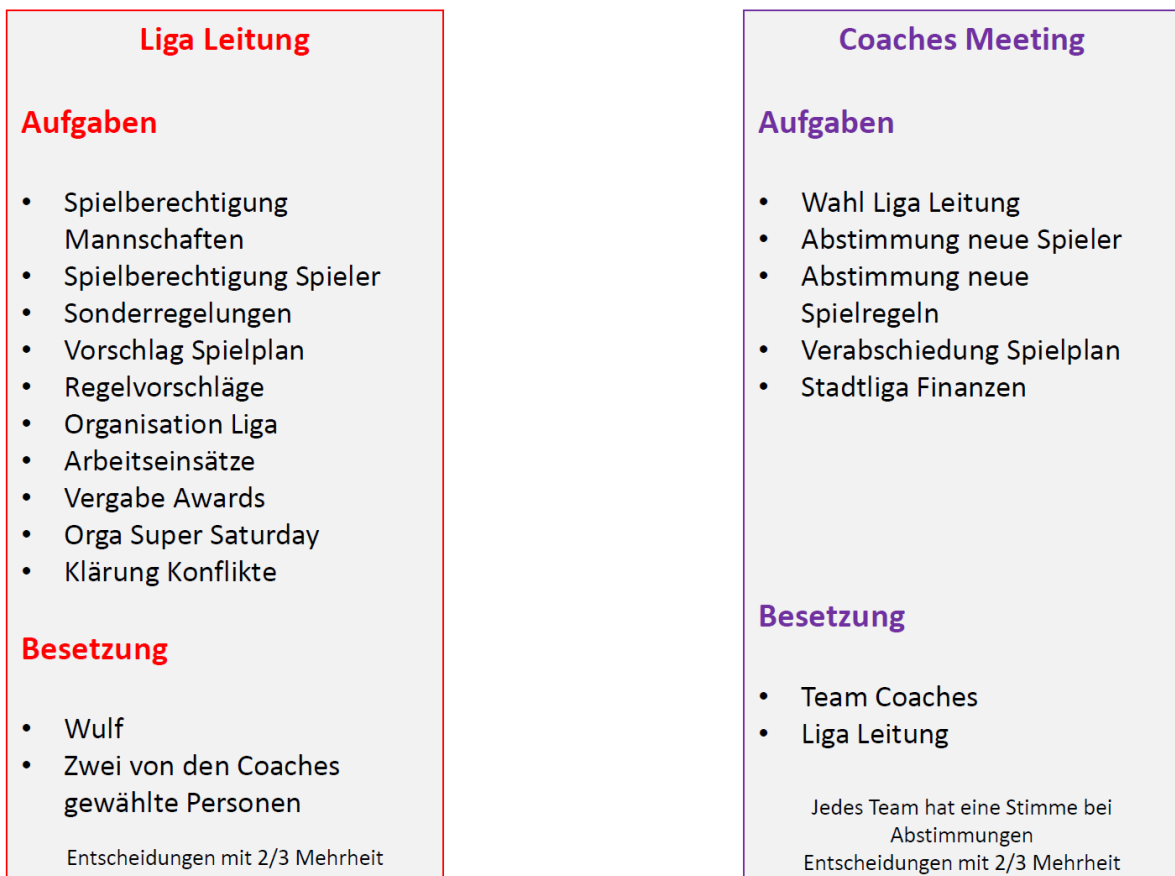 Liga Leitung
Aufgaben
• Spielberechtigung
Mannschaften
• Spielberechtigung Spieler
• Sonderregelungen
• Vorschlag Spielplan
• Regelvorschläge
• Organisation Liga
• Arbeitseinsätze
• Vergabe Awards
• Orga Super Saturday
• Klärung Konflikte
Besetzung
• Wulf
• Zwei von den Coaches
gewählte Personen
Entscheidungen mit 2/3 Mehrheit
Coaches Meeting
Aufgaben
• Wahl Liga Leitung
• Abstimmung neue Spieler
• Abstimmung neue
Spielregeln
• Verabschiedung Spielplan
• Stadtliga Finanzen
Besetzung
• Team Coaches
• Liga Leitung
Jedes Team hat eine Stimme bei
Abstimmungen
Entscheidungen mit 2/3 Mehrheit